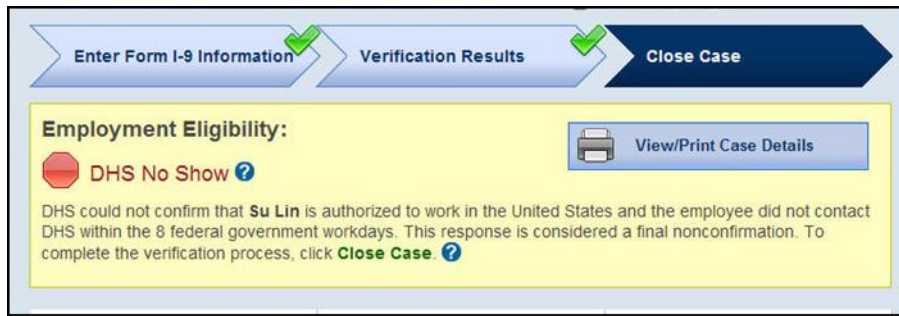 Enter Form I-9 Information
Verification Results
Close Case
Employment Eligibility:
View/Print Case Details
DHS No Show ?
DHS could not confirm that Su Lin is authorized to work in the United States and the employee did not contact
DHS within the 8 federal government workdays. This response is considered a final nonconfirmation. To
complete the verification process, click Close Case. ?